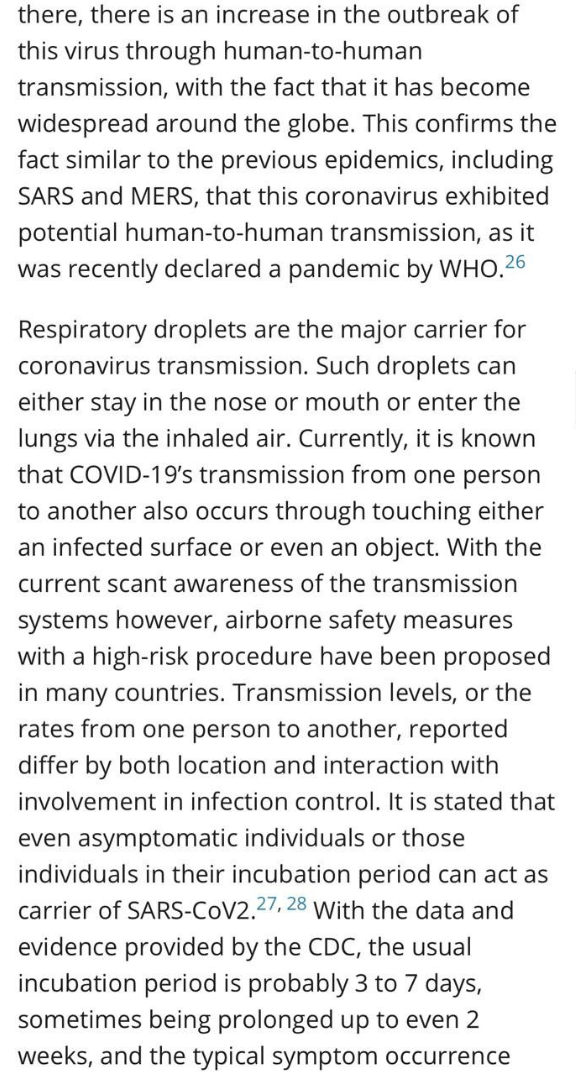 there, there is an increase in the outbreak of
this virus through human-to-human
transmission, with the fact that it has become
widespread around the globe. This confirms the
fact similar to the previous epidemics, including
SARS and MERS, that this coronavirus exhibited
potential human-to-human transmission, as it
was recently declared a pandemic by WHO.26
Respiratory droplets are the major carrier for
coronavirus transmission. Such droplets can
either stay in the nose or mouth or enter the
lungs via the inhaled air. Currently, it is known
that COVID-19’s transmission from one person
to another also occurs through touching either
an infected surface or even an object. With the
current scant awareness of the transmission
systems however, airborne safety measures
with a high-risk procedure have been proposed
in many countries. Transmission levels, or the
rates from one person to another, reported
differ by both location and interaction with
involvement in infection control. It is stated that
even asymptomatic individuals or those
individuals in their incubation period can act as
carrier of SARS-CoV2.27, 28 With the data and
evidence provided by the CDC, the usual
incubation period is probably 3 to 7 days,
sometimes being prolonged up to even 2
weeks, and the typical symptom occurrence